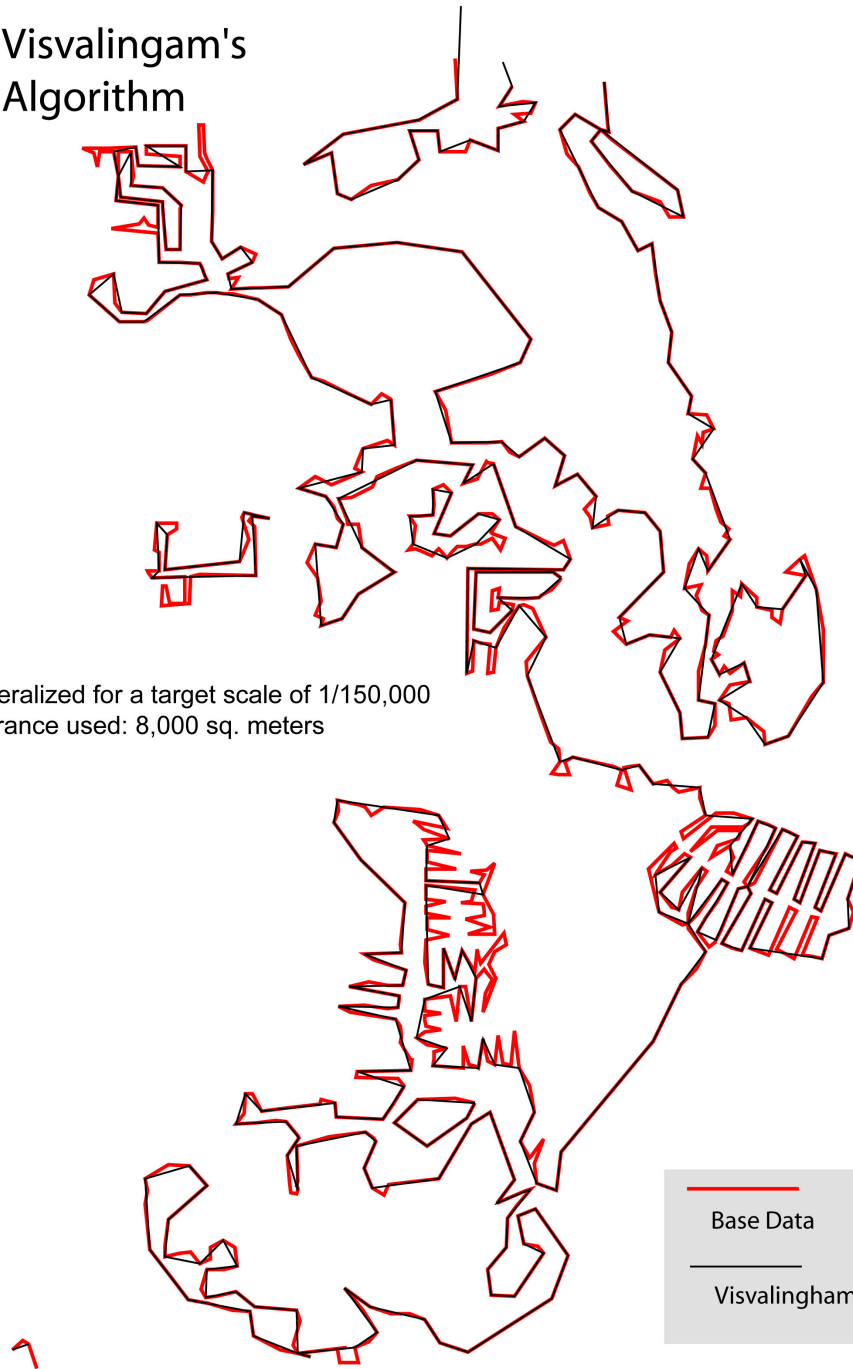 Visvalingam's
Algorithm
eralized for a target scale of 1/150,000
rance used: 8,000 sq. meters
Base Data
Visvalingham